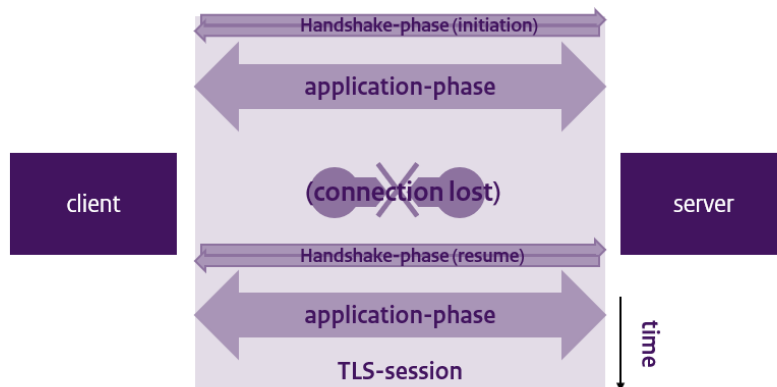 Handshake-phase (initiation)
application-phase
client
(connection lost)
server
Handshake-phase (resume)
application-phase
time
TLS-session